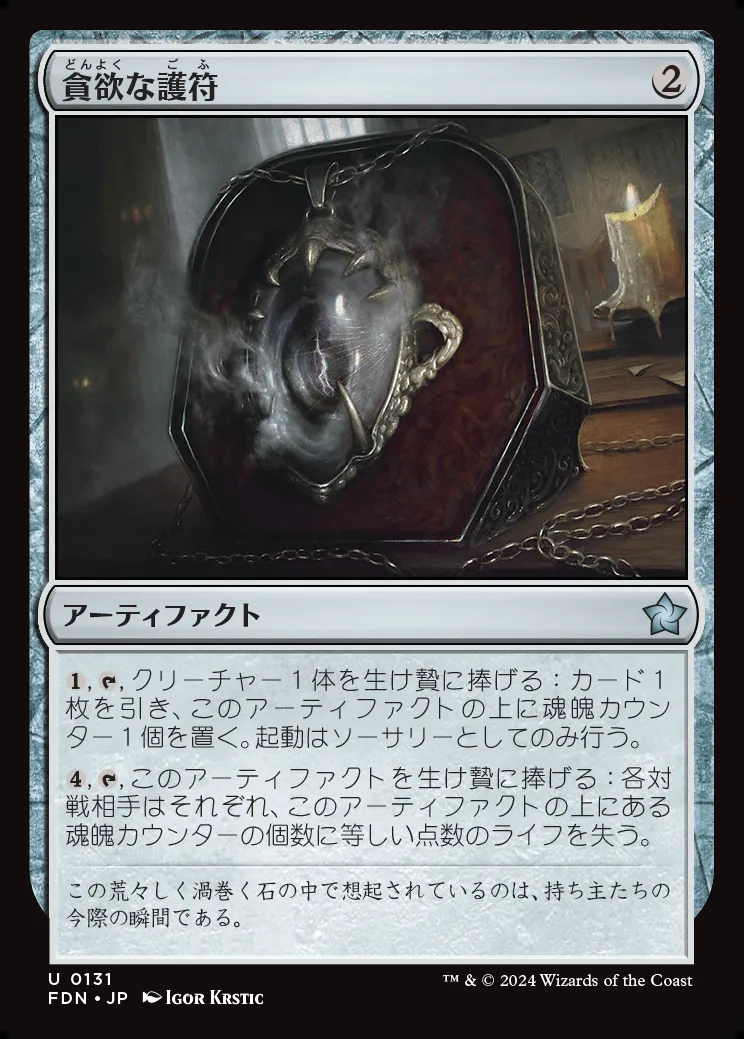 どんよく ごふ
貪欲な護符 2
アーティファクト
1, T, クリーチャー1体を生け贄に捧げる：カード1
枚を引き、このアーティファクトの上に魂魄カウン
ター1個を置く。起動はソーサリーとしてのみ行う。
4, T, このアーティファクトを生け贄に捧げる：各対
戦相手はそれぞれ、このアーティファクトの上にある
魂魄カウンターの個数に等しい点数のライフを失う。
この荒々しく渦巻く石の中で想起されているのは、持ち主たちの
今際の瞬間である。
U 0131
FDN • JP Igor Krstic
™ & © 2024 Wizards of the Coast